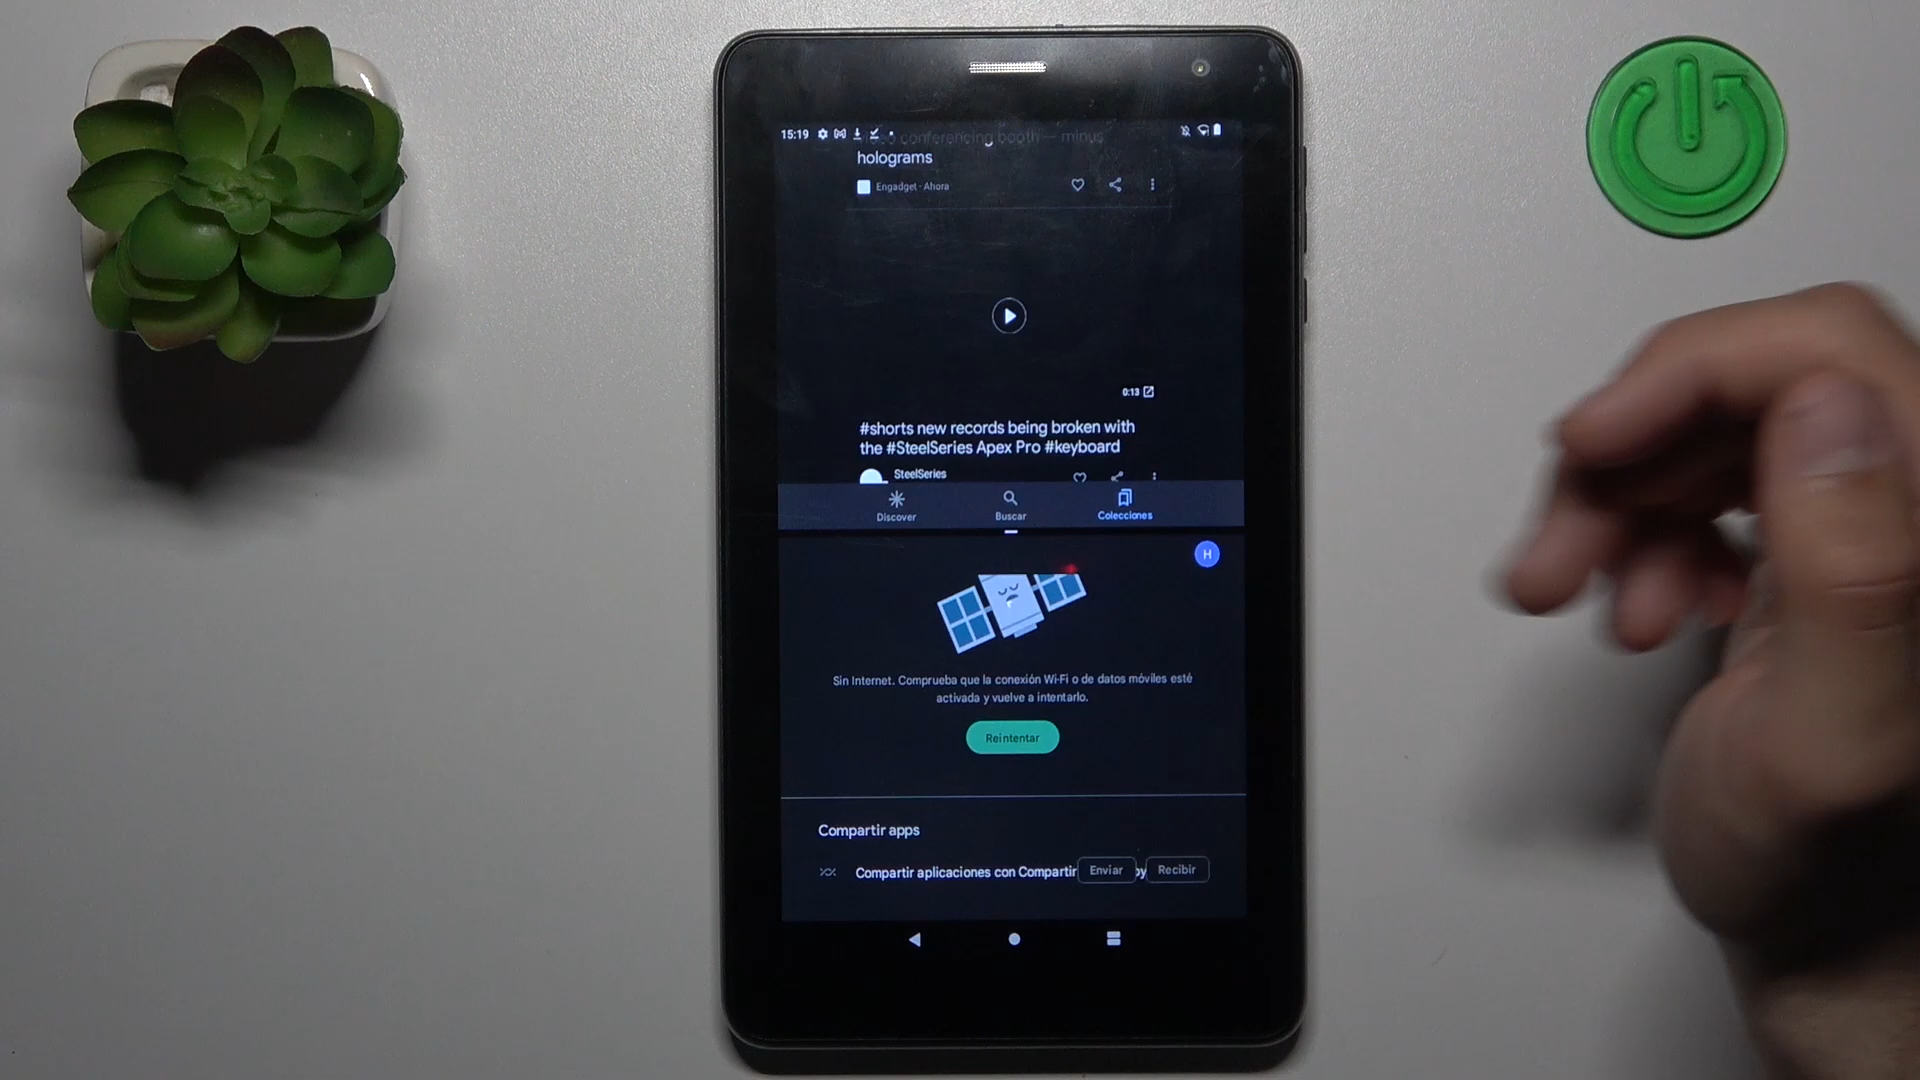 15:19
video conferencing booth — minus
holograms
Engadget · Ahora
0:13
#shorts new records being broken with
the #SteelSeries Apex Pro #keyboard
SteelSeries
Discover
Buscar
Colecciones
H
Sin Internet. Comprueba que la conexión Wi-Fi o de datos móviles esté
activada y vuelve a intentarlo.
Reintentar
Compartir apps
Compartir aplicaciones con Compartir
Enviar
by
Recibir